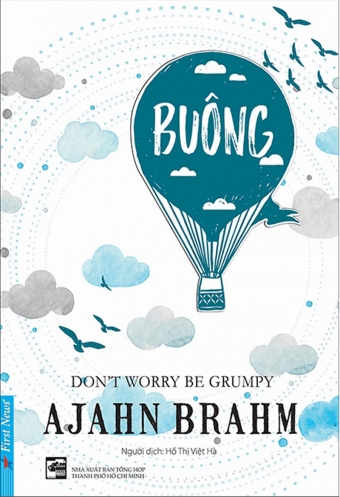 BUÔNG
DON'T WORRY BE GRUMPY
AJAHN BRAHM
Người dịch: Hồ Thị Việt Hà
First News
NHÀ XUẤT BẢN TỔNG HỢP
THÀNH PHỐ HỒ CHÍ MINH